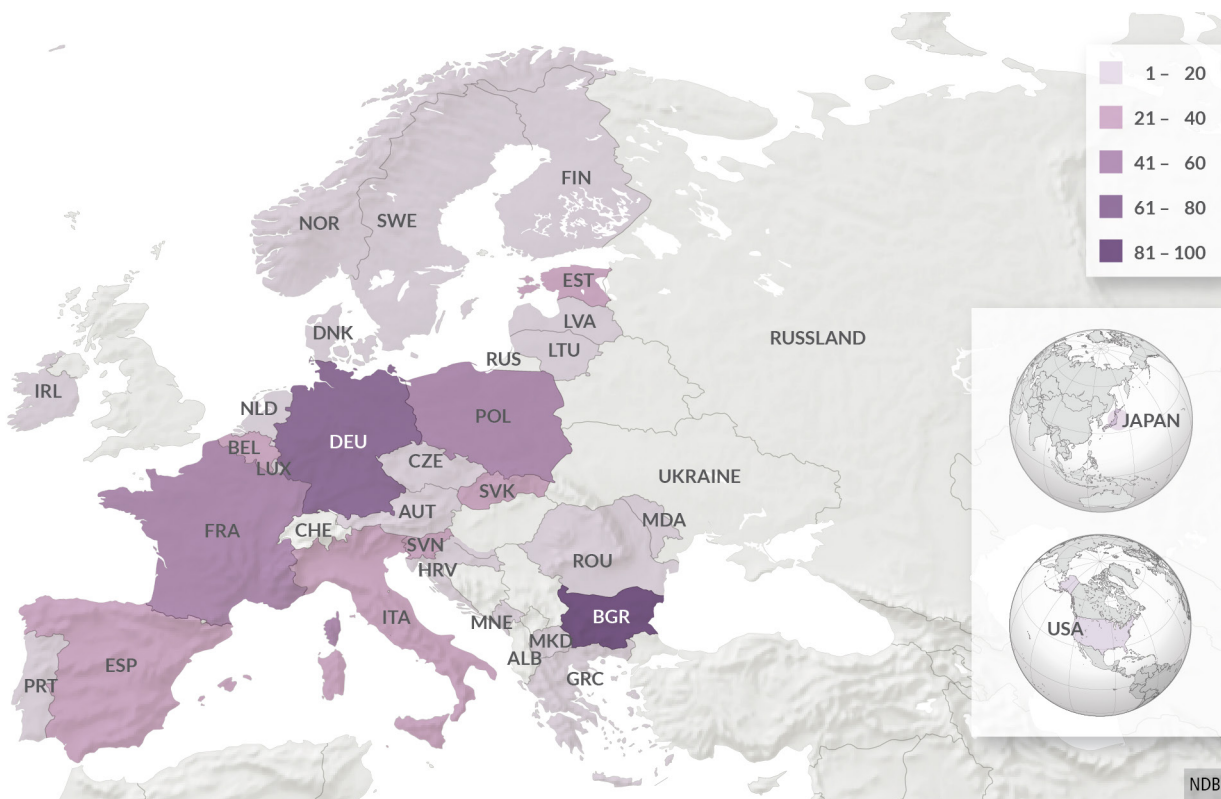 1 – 20
21 – 40
41 – 60
61 – 80
81 – 100
FIN
NOR
SWE
EST
LVA
DNK
LTU
RUS
RUSSLAND
IRL
NLD
POL
DEU
BEL
LUX
CZE
UKRAINE
SVK
AUT
MDA
FRA
CHE
SVN
ROU
HRV
ITA
MNE
BGR
MKD
ALB
ESP
GRC
PRT
JAPAN
USA
NDB